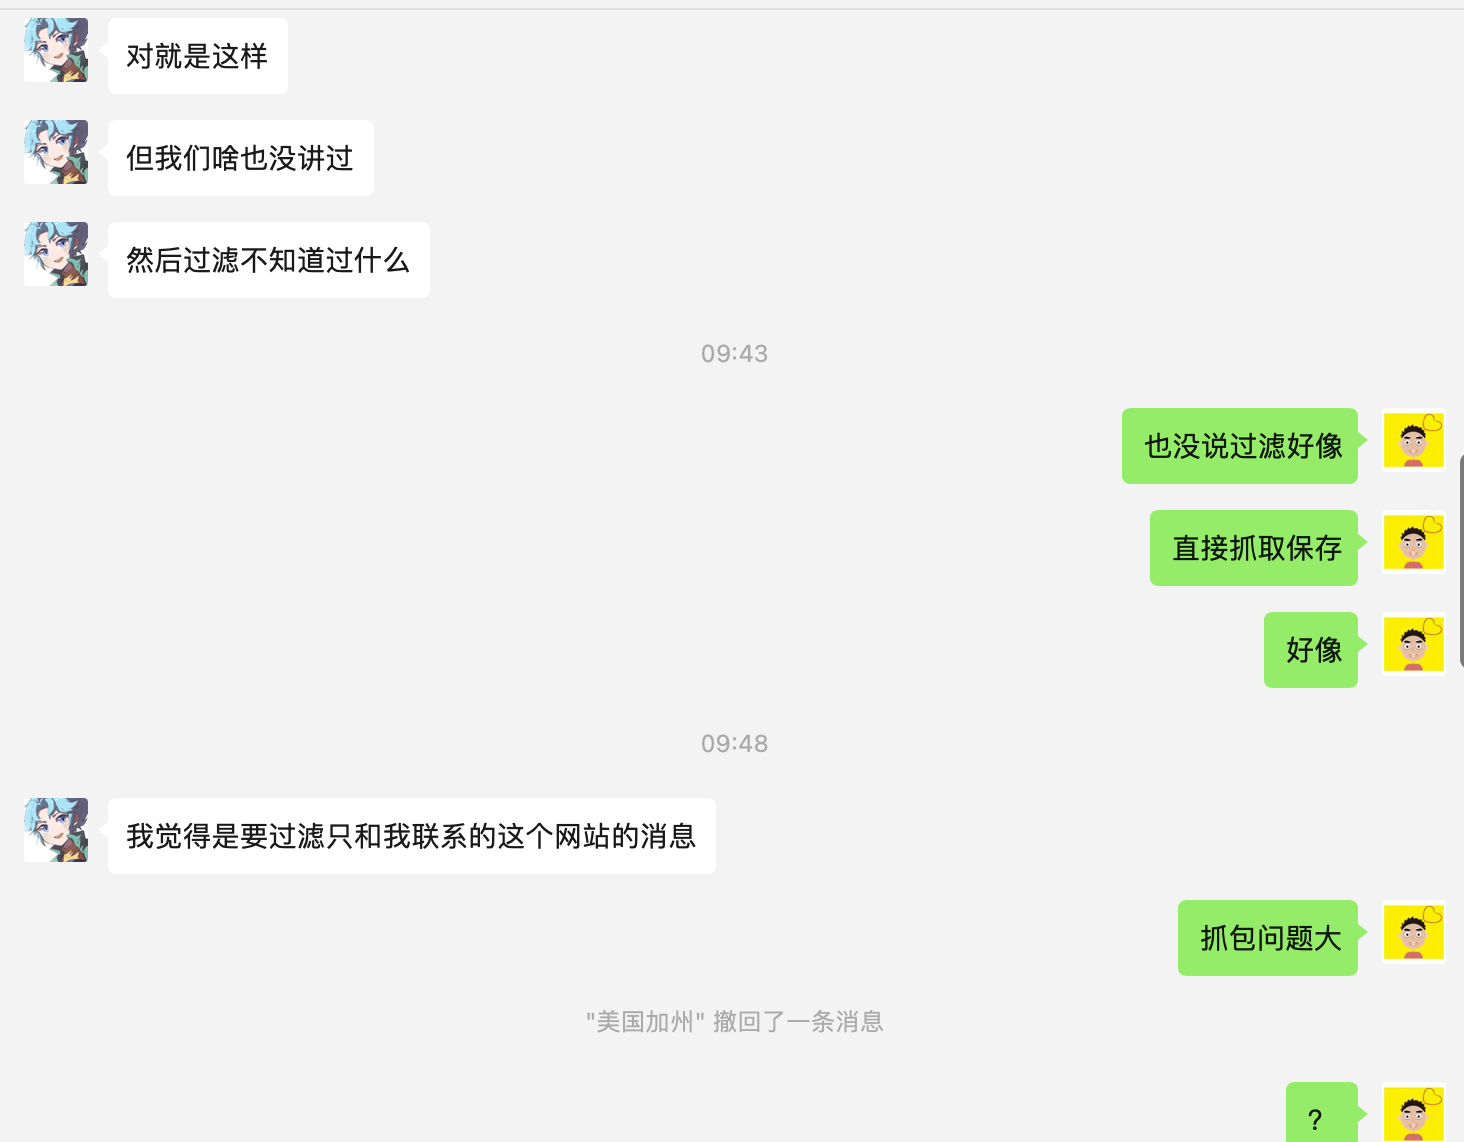 对就是这样
但我们啥也没讲过
然后过滤不知道过什么
09:43
也没说过滤好像
直接抓取保存
好像
09:48
我觉得是要过滤只和我联系的这个网站的消息
抓包问题大
"美国加州" 撤回了一条消息
？